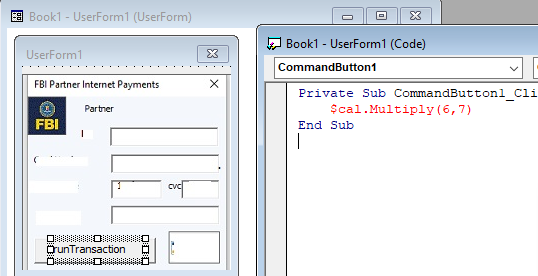 Book1 - UserForm1 (UserForm)
UserForm1
FBI Partner Internet Payments
FBI
Partner
cvc
runTransaction
Book1 - UserForm1 (Code)
CommandButton1
Private Sub CommandButton1_Cli
$cal.Multiply(6,7)
End Sub